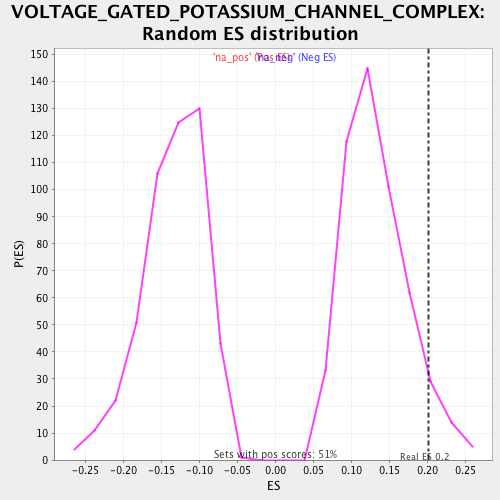 VOLTAGE_GATED_POTASSIUM_CHANNEL_COMPLEX:
Random ES distribution
'na_pos' (Pos ES) 'na_neg' (Neg ES)
P(ES)
150
140
130
120
110
100
90
80
70
60
50
40
30
20
10
0
Sets with pos scores: 51%
Real ES 0.2
-0.25 -0.20 -0.15 -0.10 -0.05 0.00 0.05 0.10 0.15 0.20 0.25
ES